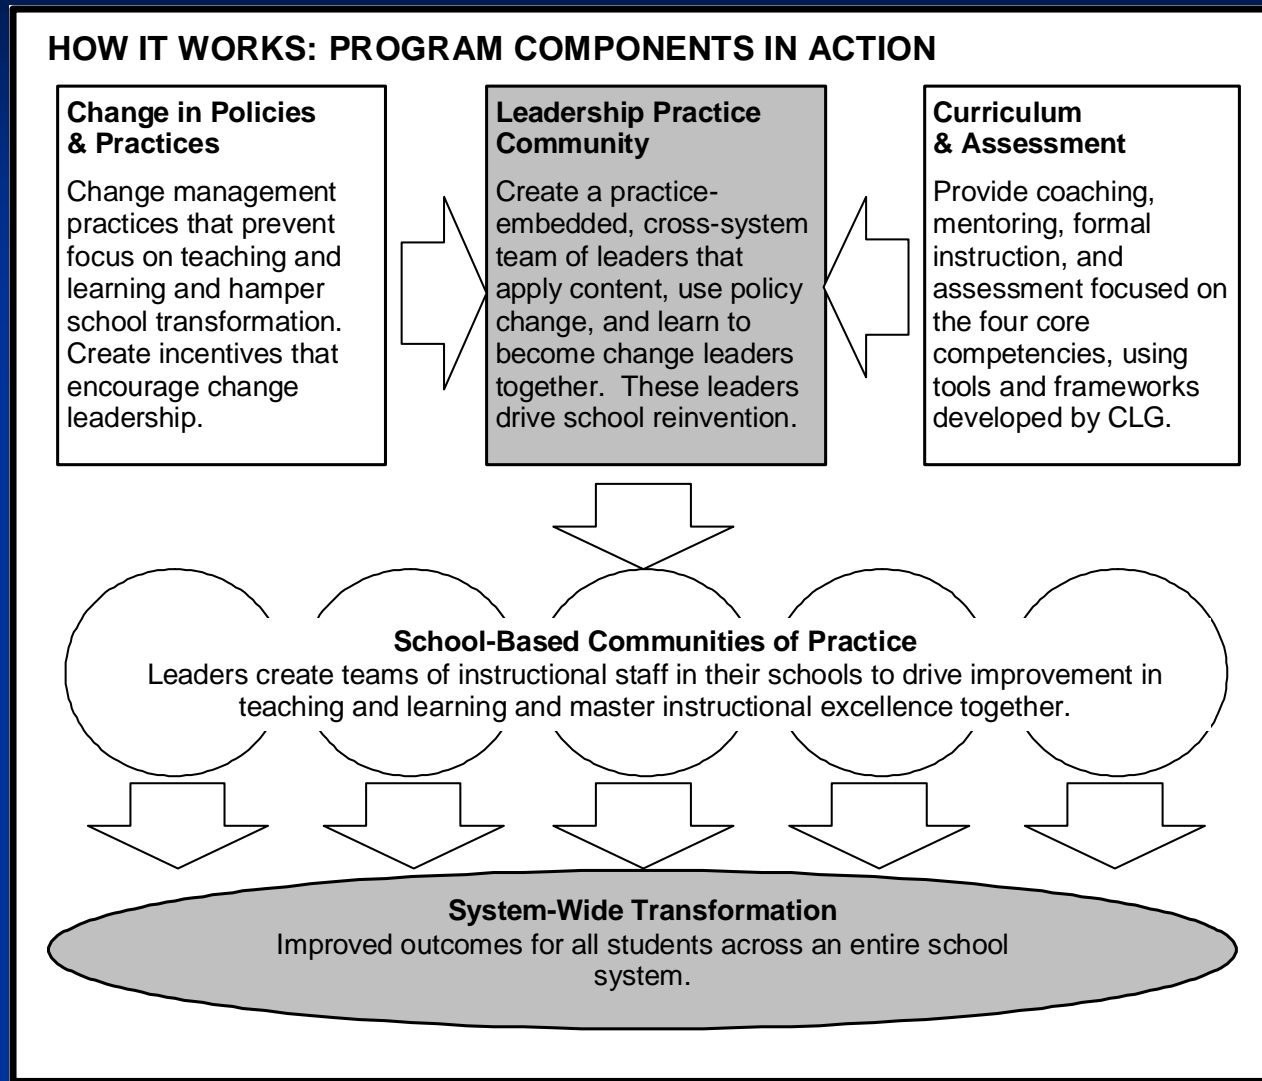 HOW IT WORKS: PROGRAM COMPONENTS IN ACTION
Change in Policies
& Practices
Change management
practices that prevent
focus on teaching and
learning and hamper
school transformation.
Create incentives that
encourage change
leadership.
Leadership Practice
Community
Create a practice-
embedded, cross-system
team of leaders that
apply content, use policy
change, and learn to
become change leaders
together.  These leaders
drive school reinvention.
Curriculum
& Assessment
Provide coaching,
mentoring, formal
instruction, and
assessment focused on
the four core
competencies, using
tools and frameworks
developed by CLG.
School-Based Communities of Practice
Leaders create teams of instructional staff in their schools to drive improvement in
teaching and learning and master instructional excellence together.
System-Wide Transformation
Improved outcomes for all students across an entire school
system.